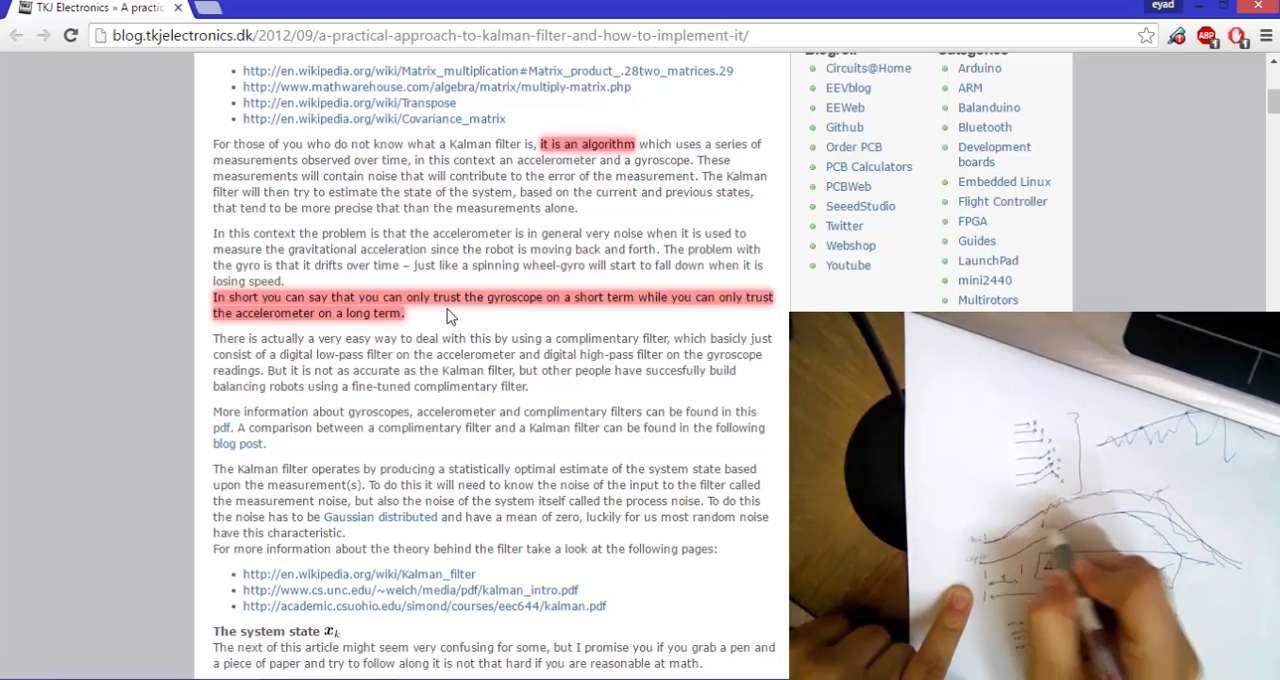 TKJ Electronics » A practic
eyad
blog.tkjelectronics.dk/2012/09/a-practical-approach-to-kalman-filter-and-how-to-implement-it/
http://en.wikipedia.org/wiki/Matrix_multiplication#Matrix_product_.28two_matrices.29
http://www.mathwarehouse.com/algebra/matrix/multiply-matrix.php
http://en.wikipedia.org/wiki/Transpose
http://en.wikipedia.org/wiki/Covariance_matrix
For those of you who do not know what a Kalman filter is, it is an algorithm which uses a series of
measurements observed over time, in this context an accelerometer and a gyroscope. These
measurements will contain noise that will contribute to the error of the measurement. The Kalman
filter will then try to estimate the state of the system, based on the current and previous states,
that tend to be more precise that than the measurements alone.
In this context the problem is that the accelerometer is in general very noise when it is used to
measure the gravitational acceleration since the robot is moving back and forth. The problem with
the gyro is that it drifts over time – just like a spinning wheel-gyro will start to fall down when it is
losing speed.
In short you can say that you can only trust the gyroscope on a short term while you can only trust
the accelerometer on a long term.
There is actually a very easy way to deal with this by using a complimentary filter, which basicly just
consist of a digital low-pass filter on the accelerometer and digital high-pass filter on the gyroscope
readings. But it is not as accurate as the Kalman filter, but other people have succesfully build
balancing robots using a fine-tuned complimentary filter.
More information about gyroscopes, accelerometer and complimentary filters can be found in this
pdf. A comparison between a complimentary filter and a Kalman filter can be found in the following
blog post.
The Kalman filter operates by producing a statistically optimal estimate of the system state based
upon the measurement(s). To do this it will need to know the noise of the input to the filter called
the measurement noise, but also the noise of the system itself called the process noise. To do this
the noise has to be Gaussian distributed and have a mean of zero, luckily for us most random noise
have this characteristic.
For more information about the theory behind the filter take a look at the following pages:
http://en.wikipedia.org/wiki/Kalman_filter
http://www.cs.unc.edu/~welch/media/pdf/kalman_intro.pdf
http://academic.csuohio.edu/simond/courses/eec644/kalman.pdf
The system state xk
The next of this article might seem very confusing for some, but I promise you if you grab a pen and
a piece of paper and try to follow along it is not that hard if you are reasonable at math.
Circuits@Home
EEVblog
EEWeb
Github
Order PCB
PCB Calculators
PCBWeb
SeeedStudio
Twitter
Webshop
Youtube
Arduino
ARM
Balanduino
Bluetooth
Development
boards
Embedded Linux
Flight Controller
FPGA
Guides
LaunchPad
mini2440
Multirotors
ABP
1
1